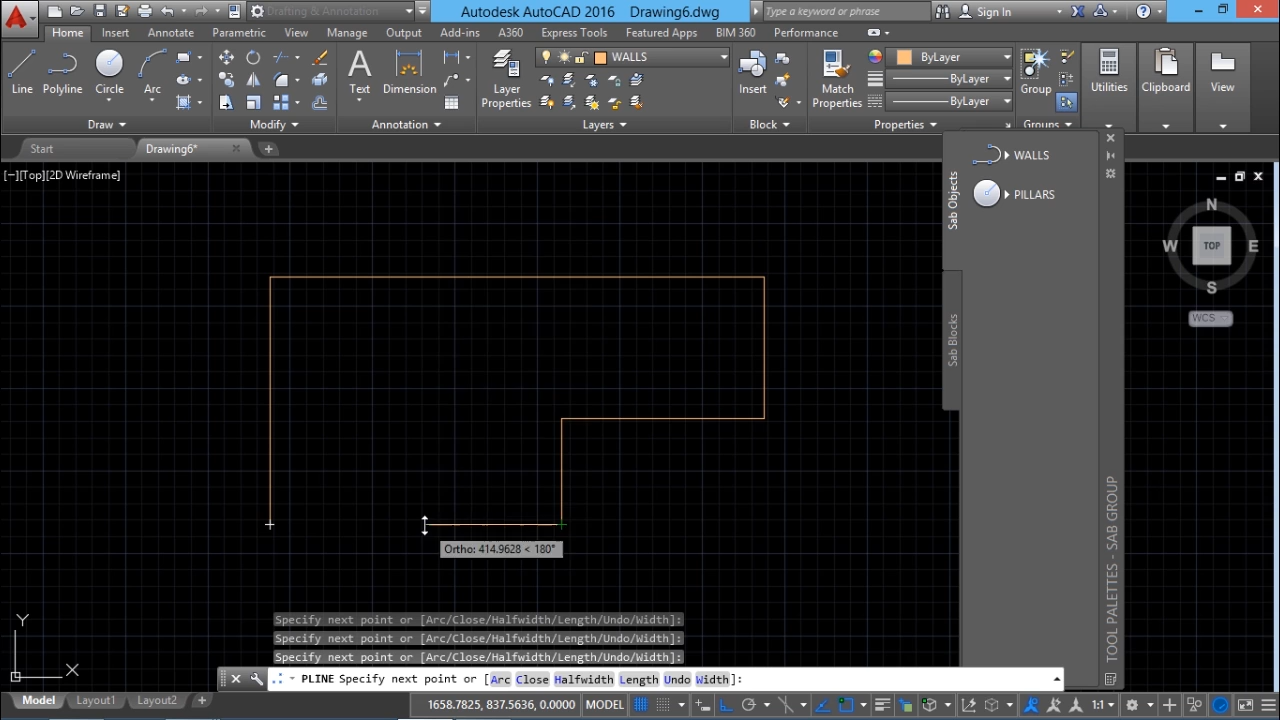 Drafting & Annotation
Autodesk AutoCAD 2016 Drawing6.dwg
Type a keyword or phrase
Sign In
Home Insert Annotate Parametric View Manage Output Add-ins A360 Express Tools Featured Apps BIM 360 Performance
WALLS
ByLayer
ByLayer
ByLayer
Line Polyline Circle Arc
Text Dimension
Layer
Properties
Insert
Match
Properties
Group
Utilities
Clipboard
View
Draw Modify Annotation Layers Block Properties Groups
Start Drawing6*
[−][Top][2D Wireframe]
WALLS
PILLARS
Sab Objects
Sab Blocks
TOOL PALETTES - SAB GROUP
N
W TOP E
S
WCS
Ortho: 414.9628 < 180°
Specify next point or [Arc/Close/Halfwidth/Length/Undo/Width]:
Specify next point or [Arc/Close/Halfwidth/Length/Undo/Width]:
Specify next point or [Arc/Close/Halfwidth/Length/Undo/Width]:
PLINE Specify next point or [Arc Close Halfwidth Length Undo Width]:
Y
X
Model Layout1 Layout2
1658.7825, 837.5636, 0.0000 MODEL
1:1